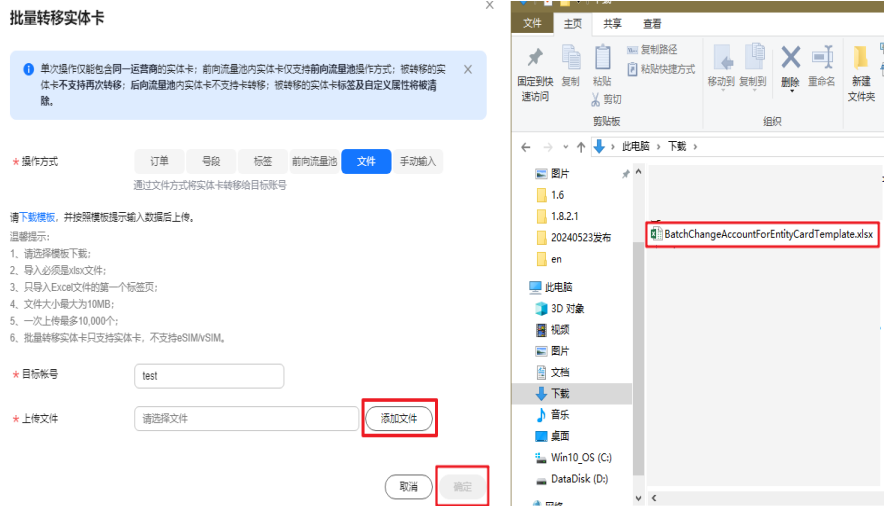 批量转移实体卡
X
单次操作仅能包含同一运营商的实体卡；前向流量池内实体卡仅支持前向流量池操作方式；被转移的实
体卡不支持再次转移；后向流量池内实体卡不支持卡转移；被转移的实体卡标签及自定义属性将被清
除。
* 操作方式
订单 号段 标签 前向流量池 文件 手动输入
通过文件方式将实体卡转移给目标账号
请下载模板，并按照模板提示输入数据后上传。
温馨提示：
1、请选择模板下载；
2、导入必须是xlsx文件；
3、只导入Excel文件的第一个标签页；
4、文件大小最大为10MB；
5、一次上传最多10,000个；
6、批量转移实体卡只支持实体卡，不支持eSIM/vSIM。
* 目标帐号 test
* 上传文件 请选择文件 添加文件
取消 确定
文件 主页 共享 查看
固定到快
速访问
复制
粘贴
复制路径
粘贴快捷方式
剪切
移动到 复制到 删除 重命名
新建
文件夹
剪贴板 组织
此电脑 › 下载 ›
图片
1.6
1.8.2.1
20240523发布
en
此电脑
3D 对象
视频
图片
文档
下载
音乐
桌面
Win10_OS (C:)
DataDisk (D:)
BatchChangeAccountForEntityCardTemplate.xlsx